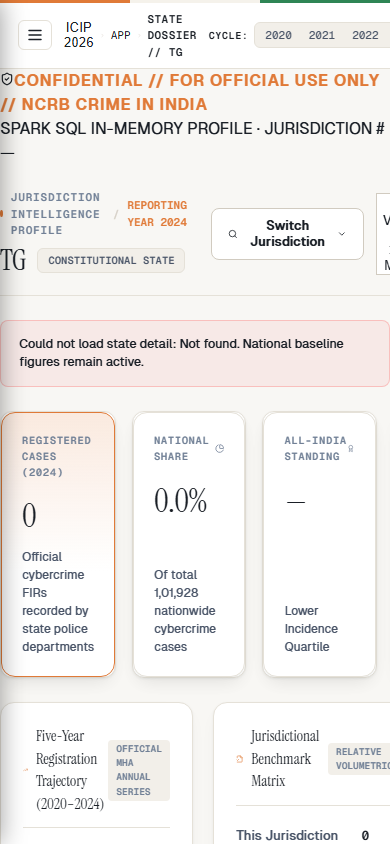 ICIP 2026
APP
STATE DOSSIER // TG
CYCLE: 2020 2021 2022
CONFIDENTIAL // FOR OFFICIAL USE ONLY
// NCRB CRIME IN INDIA
SPARK SQL IN-MEMORY PROFILE · JURISDICTION #
—
JURISDICTION
INTELLIGENCE
PROFILE
/
REPORTING
YEAR 2024
TG
CONSTITUTIONAL STATE
Switch
Jurisdiction
Could not load state detail: Not found. National baseline
figures remain active.
REGISTERED
CASES
(2024)
0
Official
cybercrime
FIRs
recorded by
state police
departments
NATIONAL
SHARE
0.0%
Of total
1,01,928
nationwide
cybercrime
cases
ALL-INDIA
STANDING
—
Lower
Incidence
Quartile
Five-Year
Registration
Trajectory
(2020–2024)
OFFICIAL
MHA
ANNUAL
SERIES
Jurisdictional
Benchmark
Matrix
RELATIVE
This Jurisdiction 0